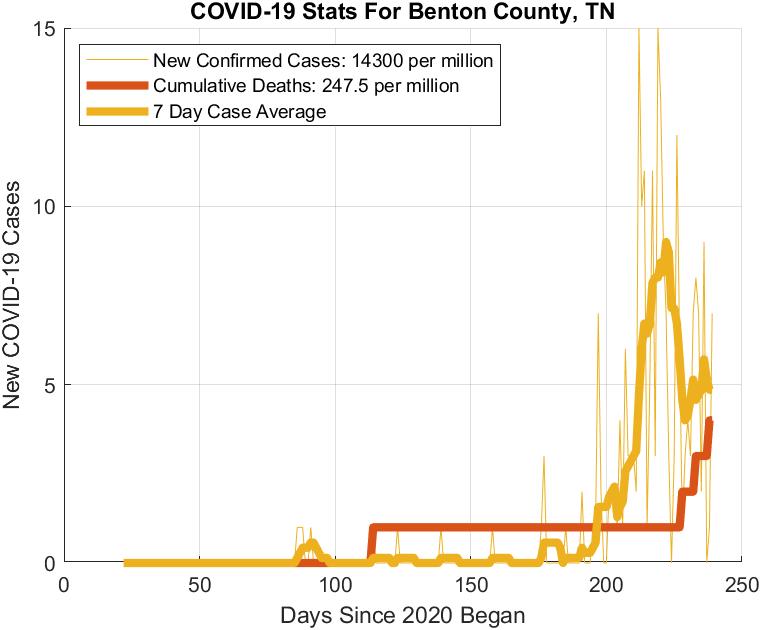 COVID-19 Stats For Benton County, TN
15
New Confirmed Cases: 14300 per million
Cumulative Deaths: 247.5 per million
7 Day Case Average
10
New COVID-19 Cases
5
0
0 50 100 150 200 250
Days Since 2020 Began